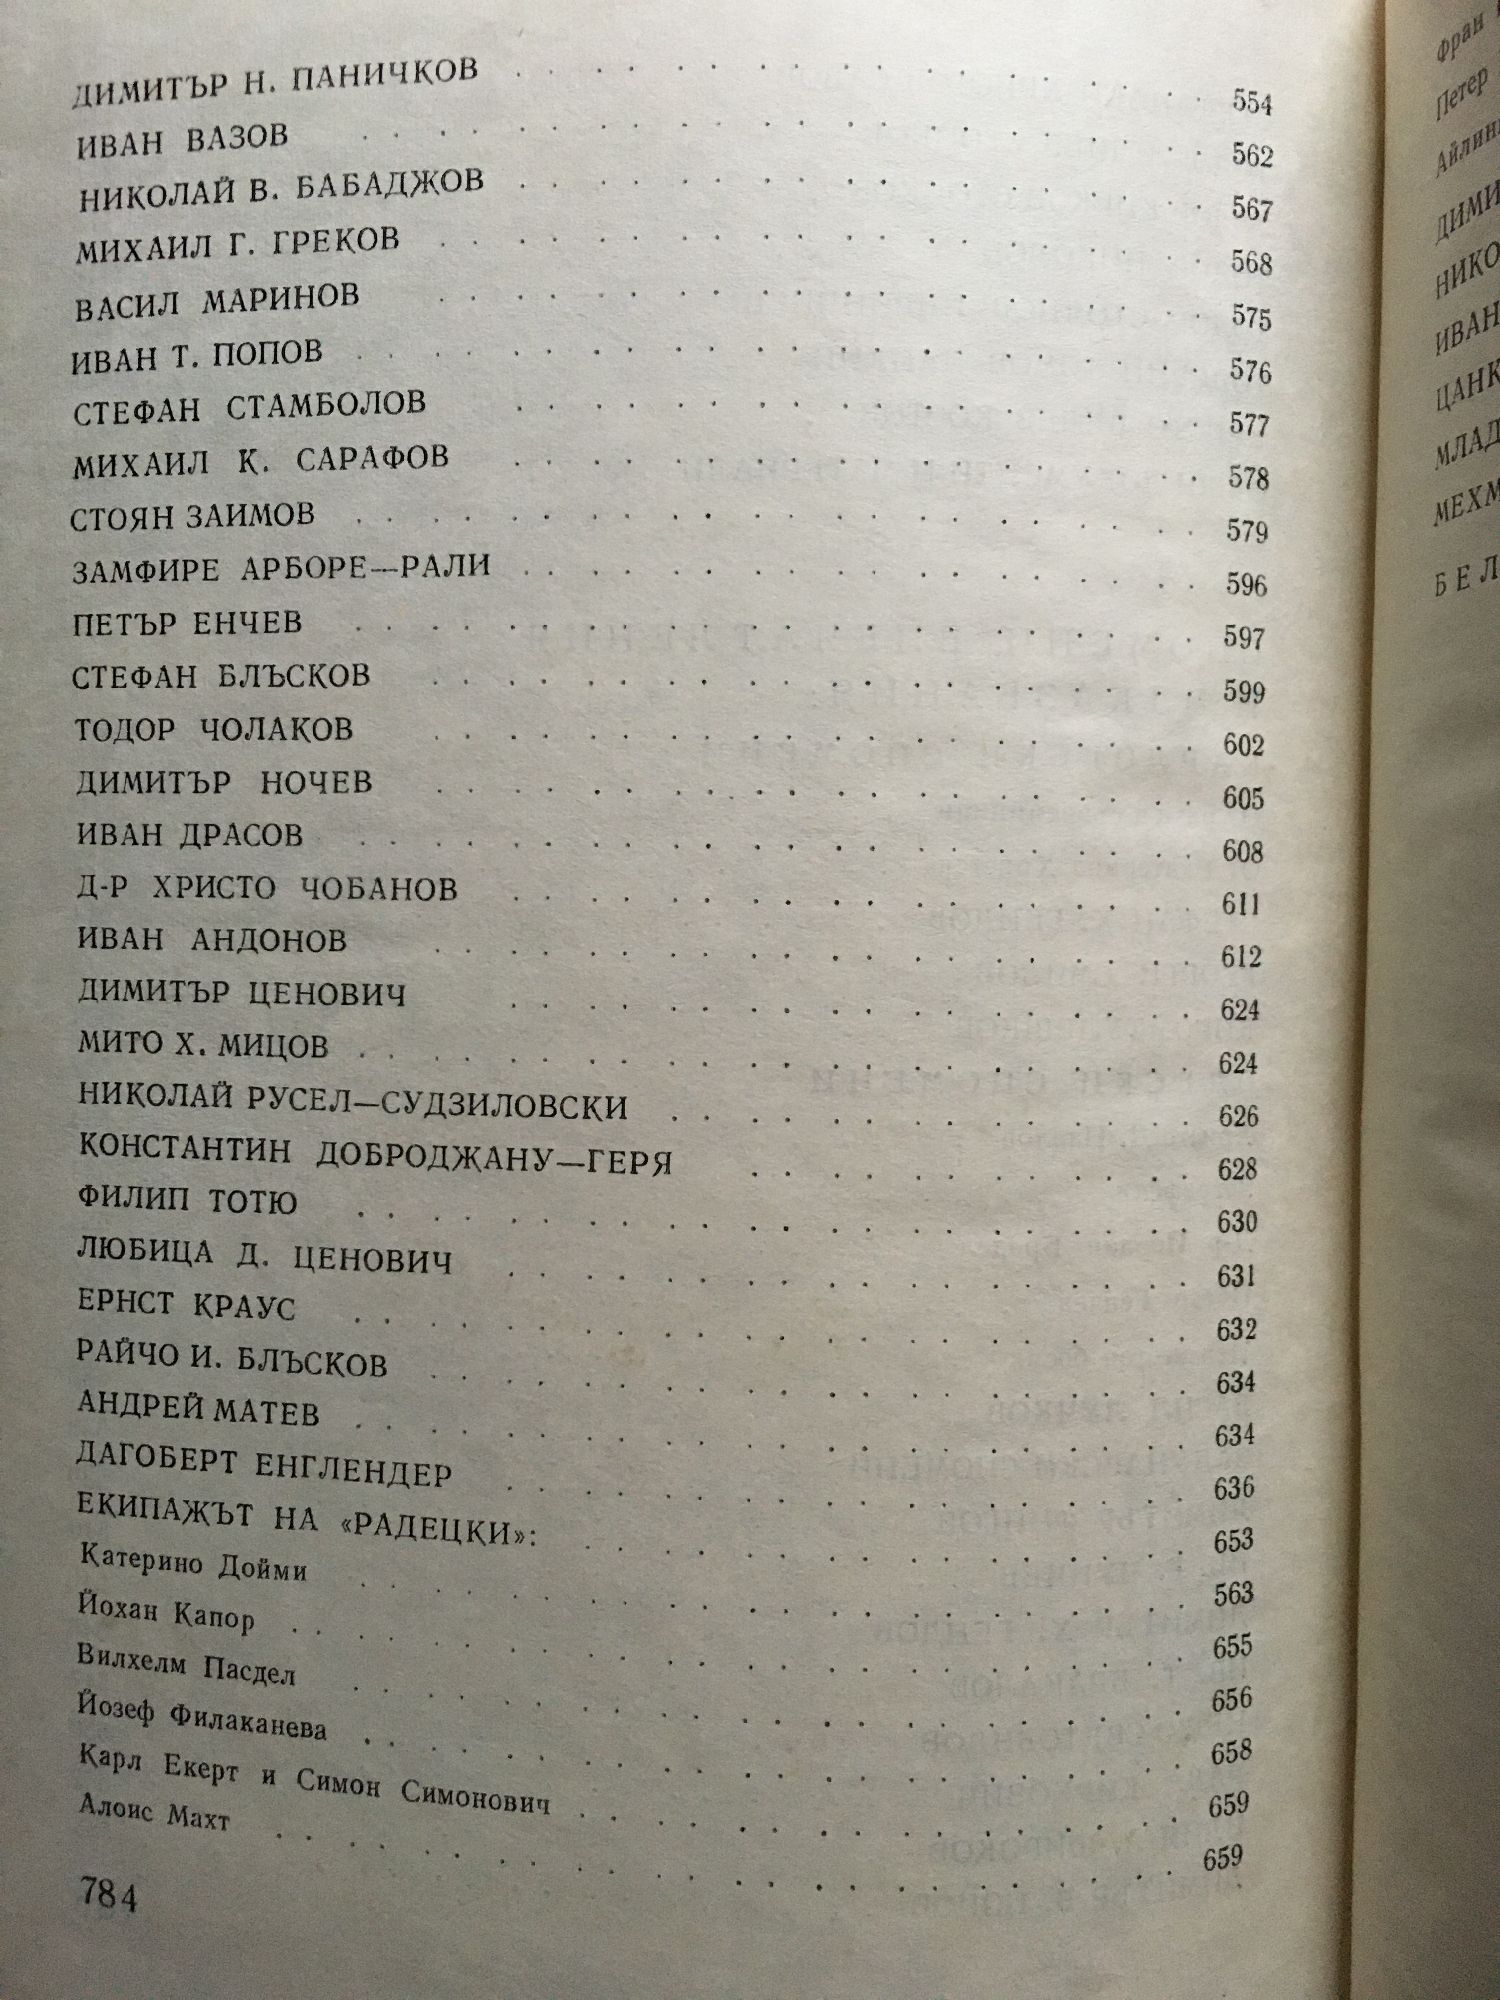 ДИМИТЪР Н. ПАНИЧКОВ . . . . . . . . . . 554
ИВАН ВАЗОВ . . . . . . . . . . 562
НИКОЛАЙ В. БАБАДЖОВ . . . . . . . . . . 567
МИХАИЛ Г. ГРЕКОВ . . . . . . . . . . 568
ВАСИЛ МАРИНОВ . . . . . . . . . . 575
ИВАН Т. ПОПОВ . . . . . . . . . . 576
СТЕФАН СТАМБОЛОВ . . . . . . . . . . 577
МИХАИЛ К. САРАФОВ . . . . . . . . . . 578
СТОЯН ЗАИМОВ . . . . . . . . . . 579
ЗАМФИРЕ АРБОРЕ—РАЛИ . . . . . . . . . . 596
ПЕТЪР ЕНЧЕВ . . . . . . . . . . 597
СТЕФАН БЛЪСКОВ . . . . . . . . . . 599
ТОДОР ЧОЛАКОВ . . . . . . . . . . 602
ДИМИТЪР НОЧЕВ . . . . . . . . . . 605
ИВАН ДРАСОВ . . . . . . . . . . 608
Д-Р ХРИСТО ЧОБАНОВ . . . . . . . . . . 611
ИВАН АНДОНОВ . . . . . . . . . . 612
ДИМИТЪР ЦЕНОВИЧ . . . . . . . . . . 624
МИТО Х. МИЦОВ . . . . . . . . . . 624
НИКОЛАЙ РУСЕЛ—СУДЗИЛОВСКИ . . . . . . . . 626
КОНСТАНТИН ДОБРОДЖАНУ—ГЕРЯ . . . . . . . 628
ФИЛИП ТОТЮ . . . . . . . . . . 630
ЛЮБИЦА Д. ЦЕНОВИЧ . . . . . . . . . . 631
ЕРНСТ КРАУС . . . . . . . . . . 632
РАЙЧО И. БЛЪСКОВ . . . . . . . . . . 634
АНДРЕЙ МАТЕВ . . . . . . . . . . 634
ДАГОБЕРТ ЕНГЛЕНДЕР . . . . . . . . . . 636
ЕКИПАЖЪТ НА «РАДЕЦКИ»: . . . . . . . . . 653
Катерино Дойми . . . . . . . . . . 563
Йохан Капор . . . . . . . . . . 655
Вилхелм Пасдел . . . . . . . . . . 656
Йозеф Филаканева . . . . . . . . . . 658
Карл Екерт и Симон Симонович . . . . . . . . . 659
Алоис Махт . . . . . . . . . . 659
784
Фран
Петер
ДИМИ
НИКО
ИВАН
ЦАНК
МЛАД
МЕХМ
БЕЛ